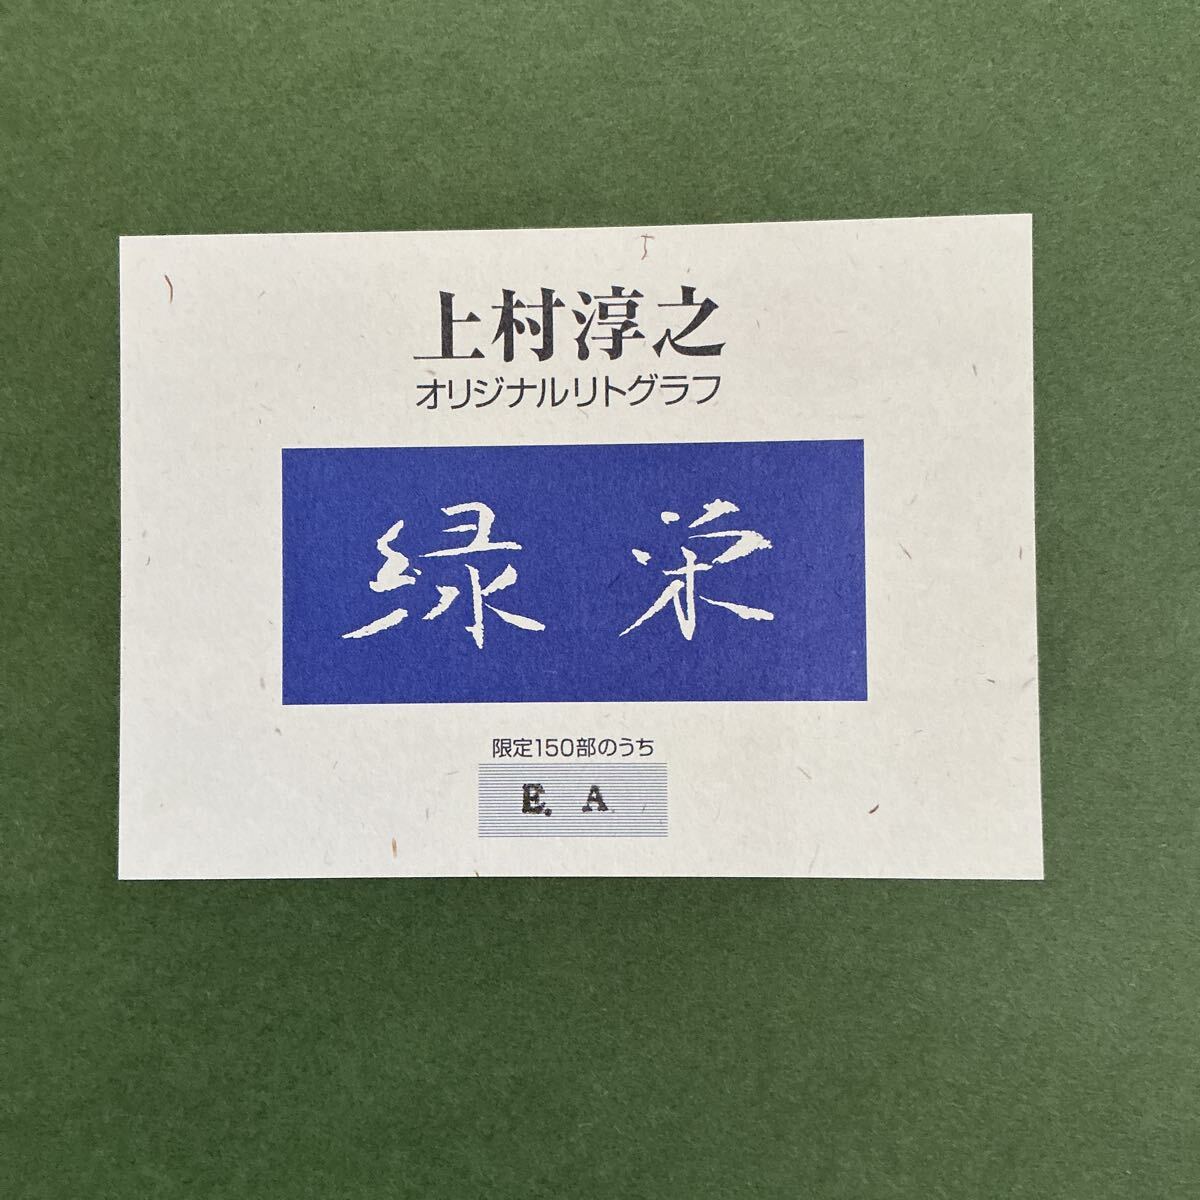 上村淳之
オリジナルリトグラフ
緑栄
限定150部のうち
E. A